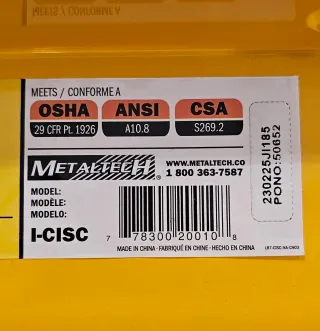 MEETS / CONFORME A
OSHA ANSI CSA
29 CFR Pt. 1926 A10.8 S269.2
METALTECH®
WWW.METALTECH.CO
1 800 363-7587
MODEL:
MODÈLE:
MODELO:
I-CISC
7 78300 20010 8
MADE IN CHINA · FABRIQUÉ EN CHINE · HECHO EN CHINA
230225J1185
PONO:50652